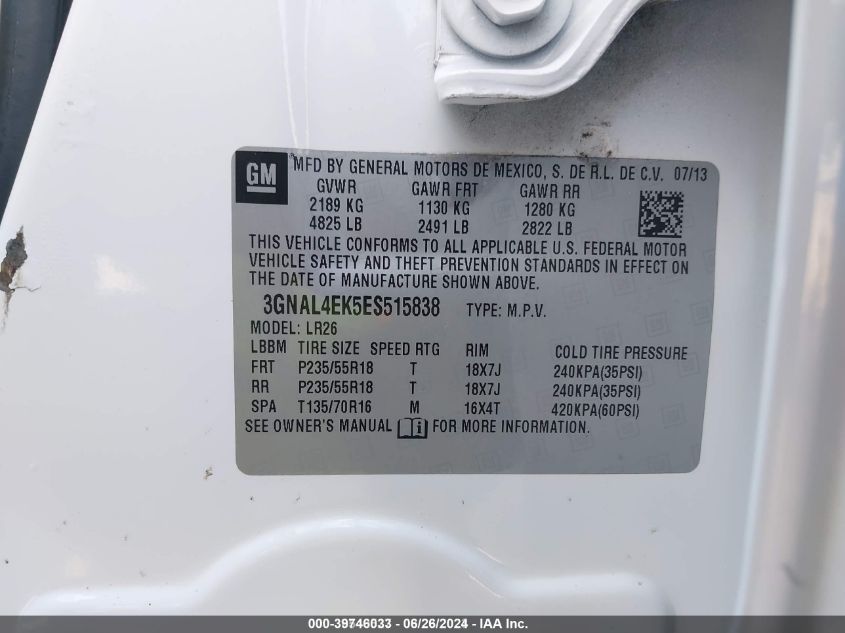 GM MFD BY GENERAL MOTORS DE MEXICO, S. DE R.L. DE C.V. 07/13
GVWR GAWR FRT GAWR RR
2189 KG 1130 KG 1280 KG
4825 LB 2491 LB 2822 LB
THIS VEHICLE CONFORMS TO ALL APPLICABLE U.S. FEDERAL MOTOR
VEHICLE SAFETY AND THEFT PREVENTION STANDARDS IN EFFECT ON
THE DATE OF MANUFACTURE SHOWN ABOVE.
3GNAL4EK5ES515838 TYPE: M.P.V.
MODEL: LR26
LBBM TIRE SIZE SPEED RTG RIM COLD TIRE PRESSURE
FRT P235/55R18 T 18X7J 240KPA(35PSI)
RR P235/55R18 T 18X7J 240KPA(35PSI)
SPA T135/70R16 M 16X4T 420KPA(60PSI)
SEE OWNER'S MANUAL FOR MORE INFORMATION.
000-39746033 - 06/26/2024 - IAA Inc.